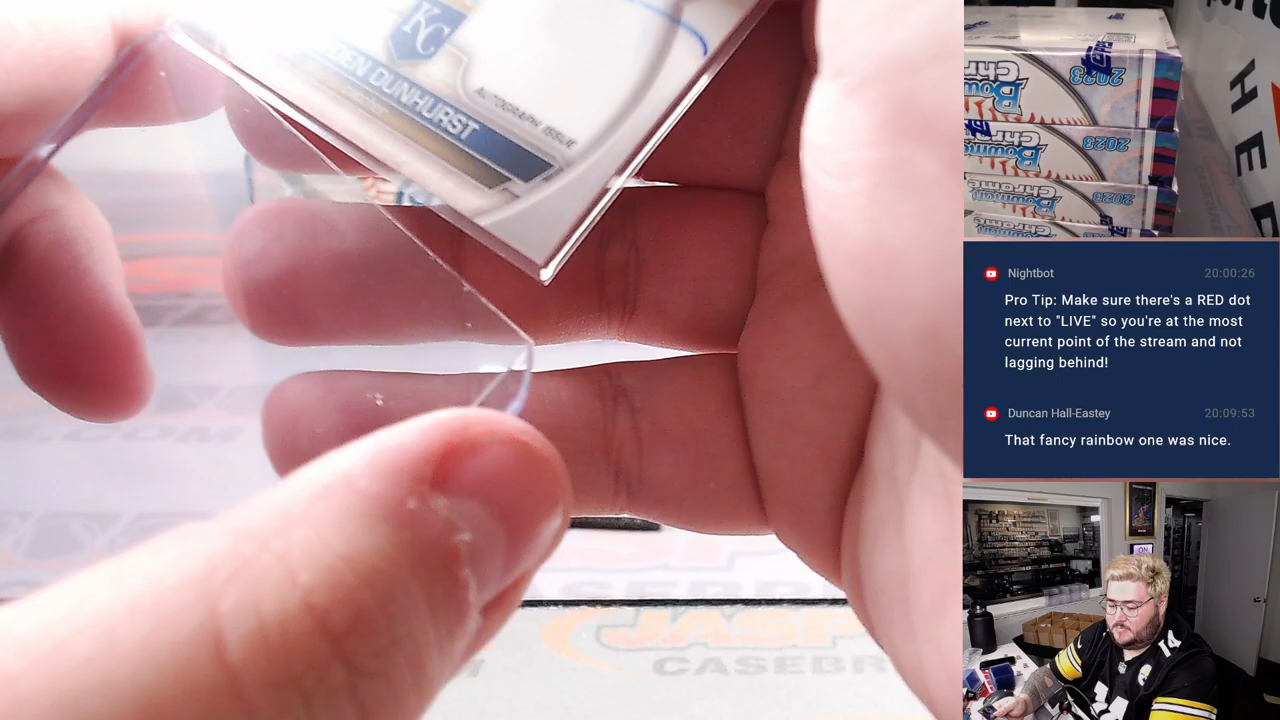 KC
DEN DUNHURST
AUTOGRAPH ISSUE
JASP
CASEBR
2023
Bowman
Chrome
2023
Bowman
Chrome
2023
Bowman
Chrome
HE
Nightbot 20:00:26
Pro Tip: Make sure there's a RED dot
next to "LIVE" so you're at the most
current point of the stream and not
lagging behind!
Duncan Hall-Eastey 20:09:53
That fancy rainbow one was nice.
ON
14